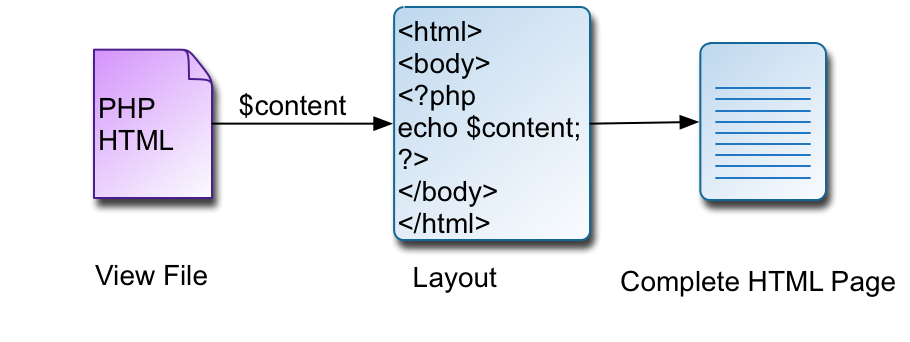 PHP
HTML
$content
<html>
<body>
<?php
echo $content;
?>
</body>
</html>
View File
Layout
Complete HTML Page